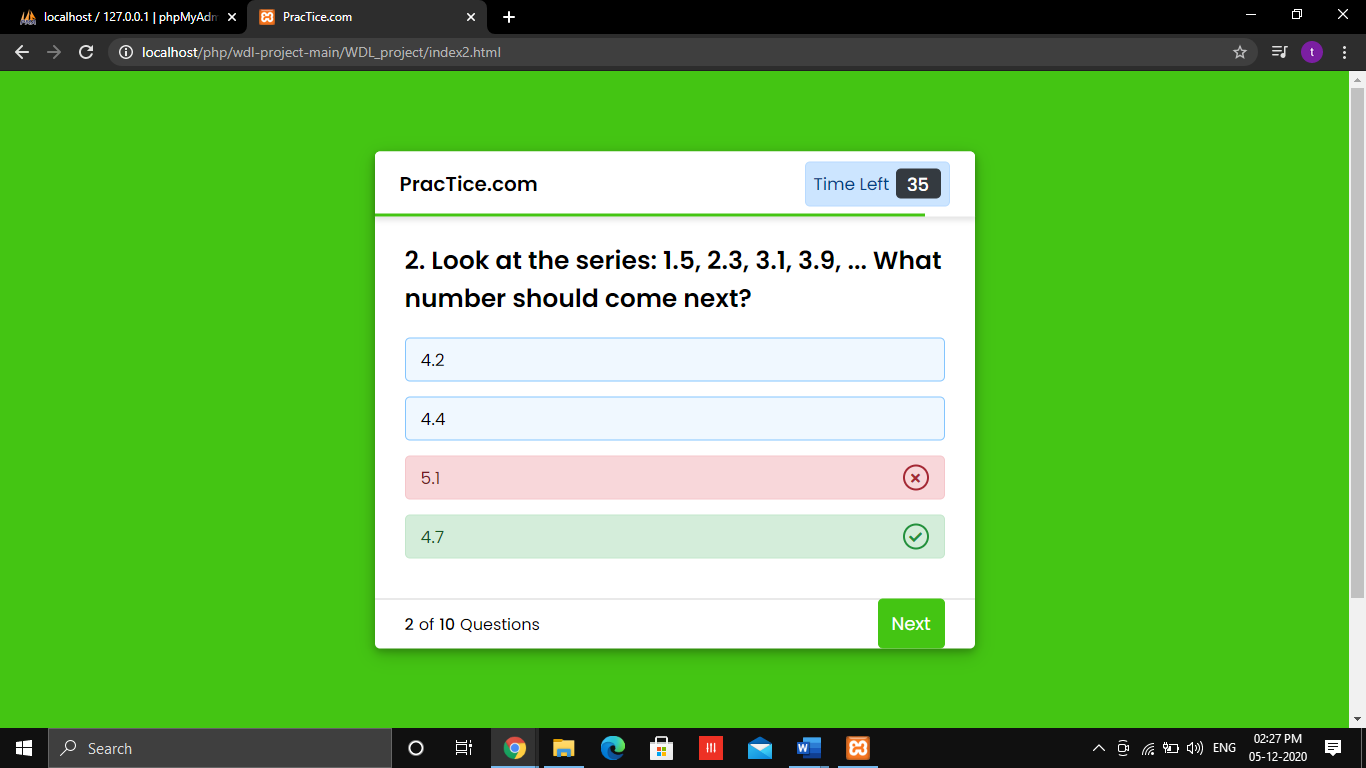 localhost / 127.0.0.1 | phpMyAdm
PracTice.com
localhost/php/wdl-project-main/WDL_project/index2.html
t
PracTice.com
Time Left 35
2. Look at the series: 1.5, 2.3, 3.1, 3.9, ... What
number should come next?
4.2
4.4
5.1
4.7
2 of 10 Questions
Next
Search
ENG
02:27 PM
05-12-2020